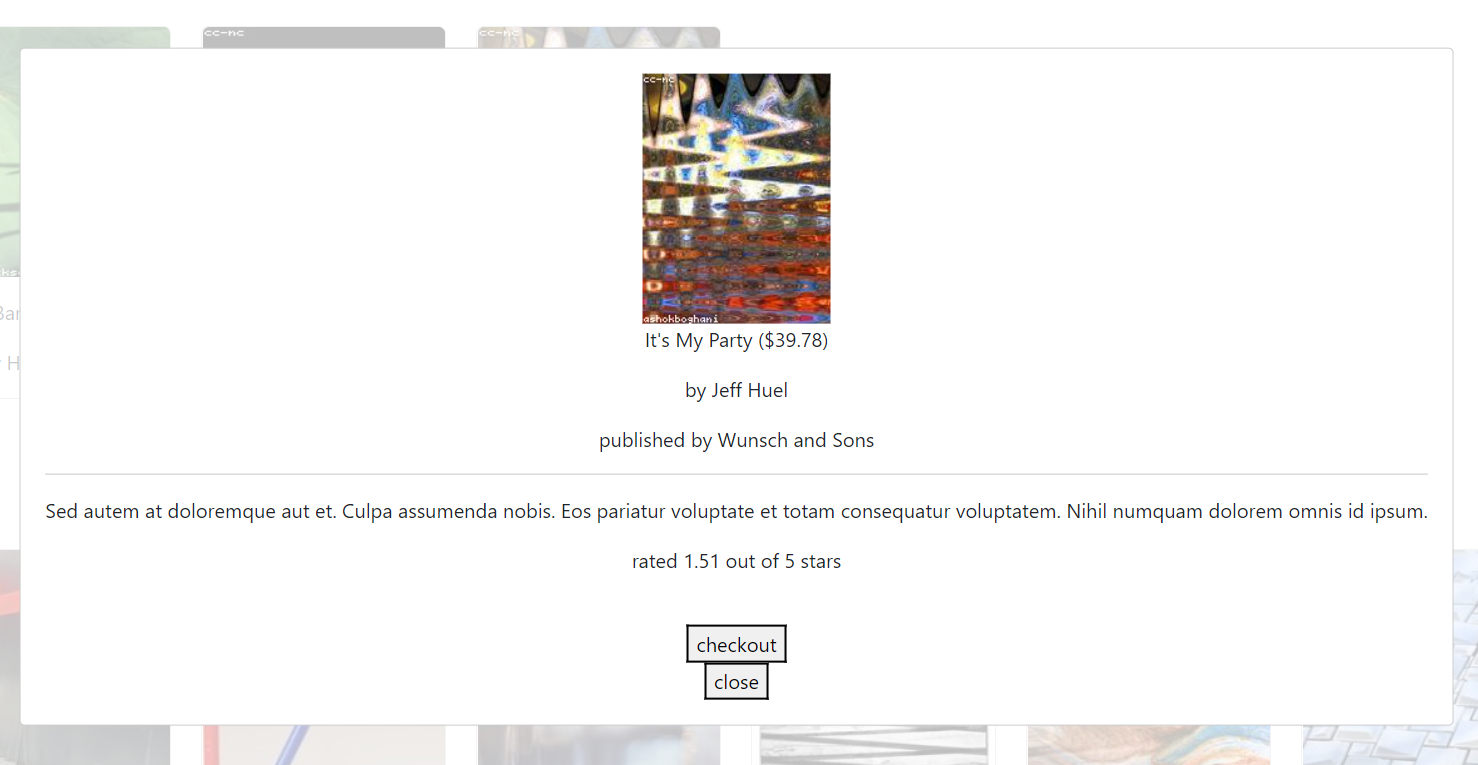 cc-nc
cc-nc
cc-nc
ashokboghani
It's My Party ($39.78)
by Jeff Huel
published by Wunsch and Sons
Sed autem at doloremque aut et. Culpa assumenda nobis. Eos pariatur voluptate et totam consequatur voluptatem. Nihil numquam dolorem omnis id ipsum.
rated 1.51 out of 5 stars
checkout
close